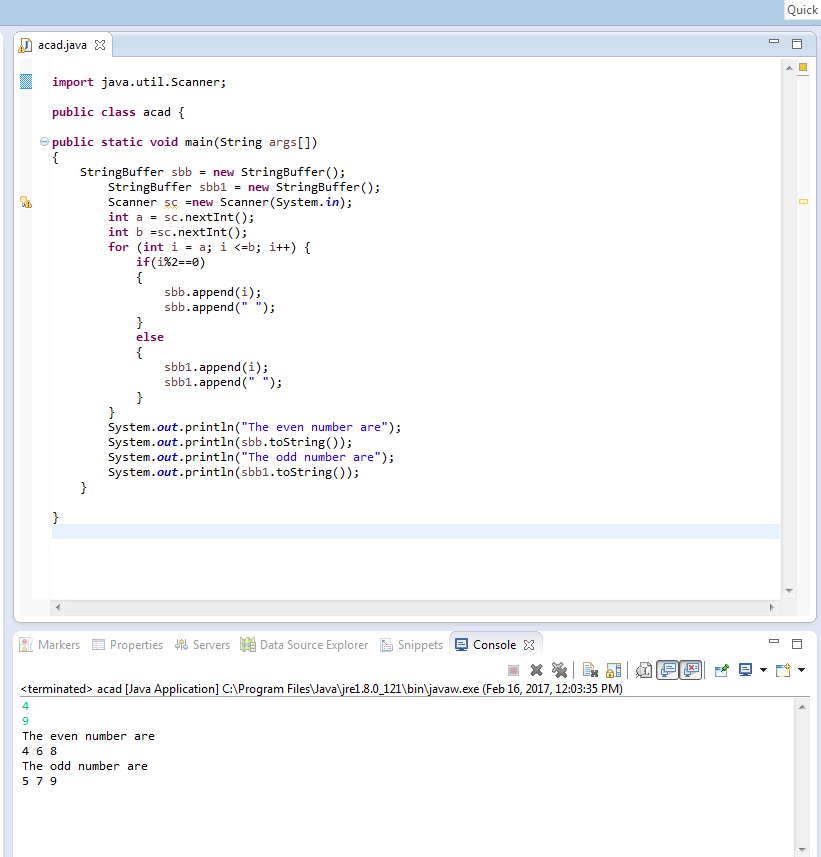 Quick
acad.java
import java.util.Scanner;
public class acad {
public static void main(String args[])
{
StringBuffer sbb = new StringBuffer();
StringBuffer sbb1 = new StringBuffer();
Scanner sc =new Scanner(System.in);
int a = sc.nextInt();
int b =sc.nextInt();
for (int i = a; i <=b; i++) {
if(i%2==0)
{
sbb.append(i);
sbb.append(" ");
}
else
{
sbb1.append(i);
sbb1.append(" ");
}
}
System.out.println("The even number are");
System.out.println(sbb.toString());
System.out.println("The odd number are");
System.out.println(sbb1.toString());
}
}
Markers Properties Servers Data Source Explorer Snippets Console
<terminated> acad [Java Application] C:\Program Files\Java\jre1.8.0_121\bin\javaw.exe (Feb 16, 2017, 12:03:35 PM)
4
9
The even number are
4 6 8
The odd number are
5 7 9